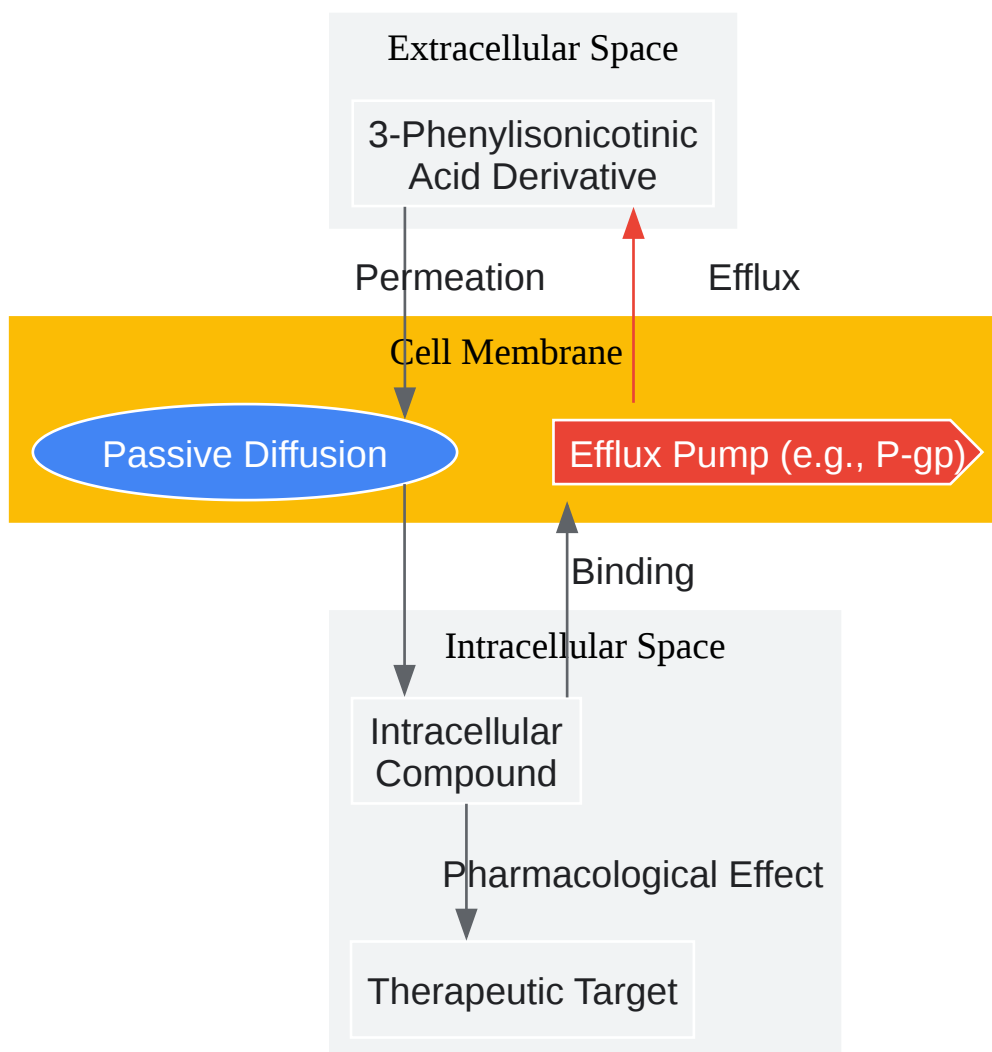 Extracellular Space
3-Phenylisonicotinic
Acid Derivative
Permeation
Efflux
Cell Membrane
Passive Diffusion
Efflux Pump (e.g., P-gp)
Binding
Intracellular Space
Intracellular
Compound
Pharmacological Effect
Therapeutic Target